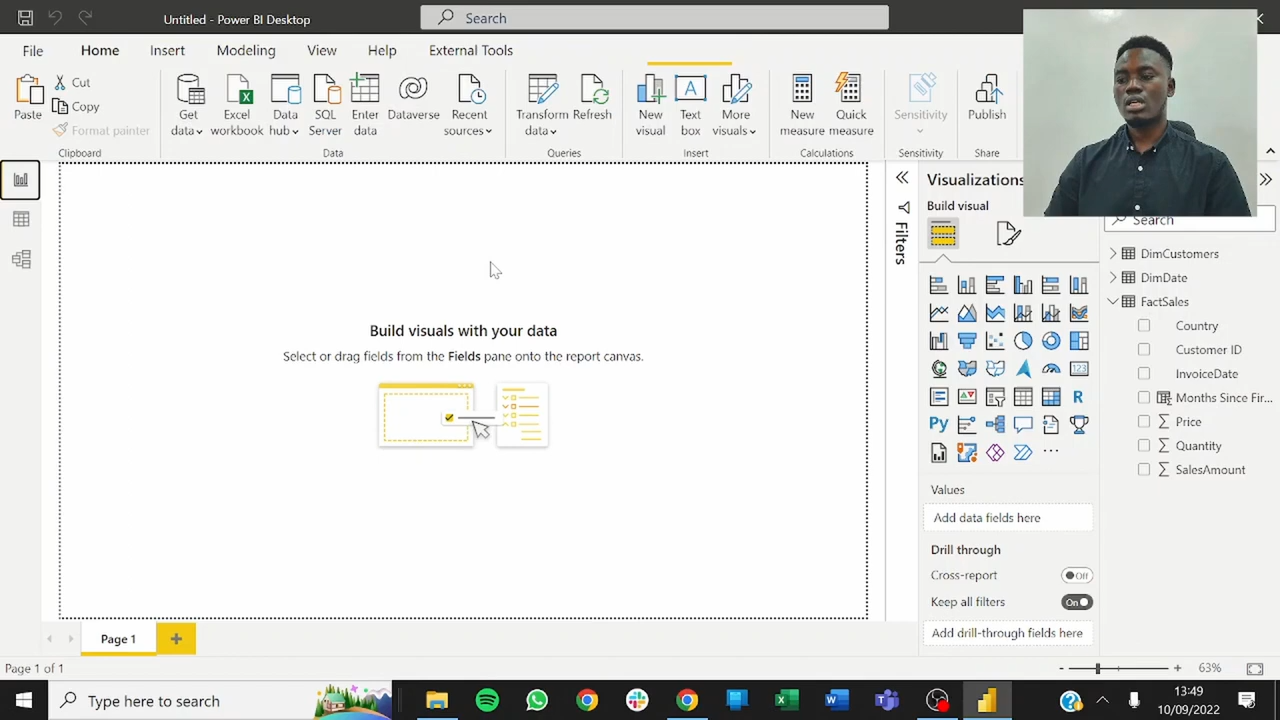 Untitled - Power BI Desktop
Search
File
Home
Insert
Modeling
View
Help
External Tools
Paste
Cut
Copy
Format painter
Clipboard
Get data
Excel workbook
Data hub
SQL Server
Enter data
Dataverse
Recent sources
Data
Transform data
Refresh
Queries
New visual
Text box
More visuals
Insert
New measure
Quick measure
Calculations
Sensitivity
Sensitivity
Publish
Share
Build visuals with your data
Select or drag fields from the Fields pane onto the report canvas.
Filters
Visualizations
Build visual
123
R
Py
Values
Add data fields here
Drill through
Cross-report
Off
Keep all filters
On
Add drill-through fields here
Search
DimCustomers
DimDate
FactSales
Country
Customer ID
InvoiceDate
Months Since Fir...
Price
Quantity
SalesAmount
Page 1
Page 1 of 1
63%
Type here to search
13:49
10/09/2022